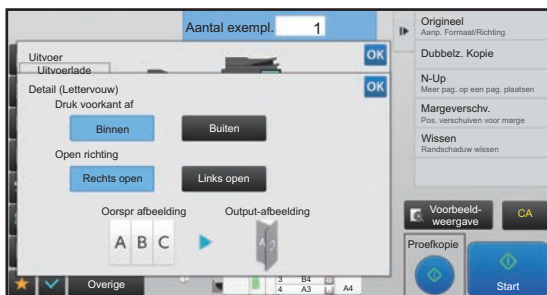 Aantal exempl. 1
Uitvoer
OK
Uitvoerlade
Detail (Lettervouw)
OK
Druk voorkant af
Binnen
Buiten
Open richting
Rechts open
Links open
Oorspr afbeelding
Output-afbeelding
A B C
Overige
3 B4
4 A3
A4
Origineel
Aanp. Formaat/Richting.
Dubbelz. Kopie
N-Up
Meer pag. op een pag. plaatsen
Margeverschv.
Pos. verschuiven voor marge
Wissen
Randschaduw wissen
Voorbeeld-
weergave
CA
Proefkopie
Start